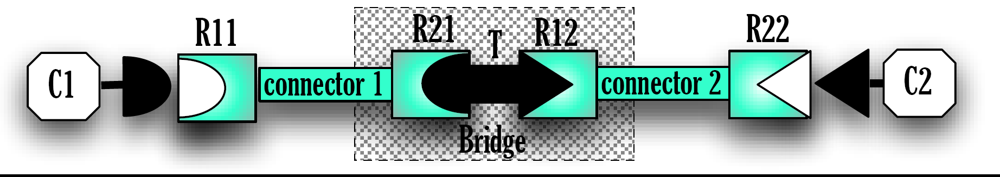 R11
R21
T
R12
R22
C1
connector 1
connector 2
C2
Bridge